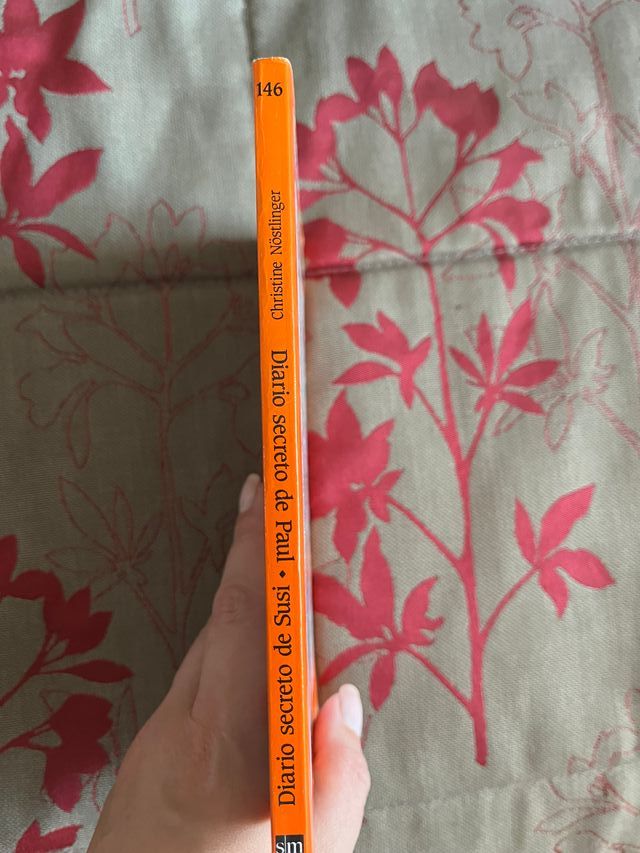 146
Christine Nöstlinger
Diario secreto de Susi ♦ Diario secreto de Paul
sm